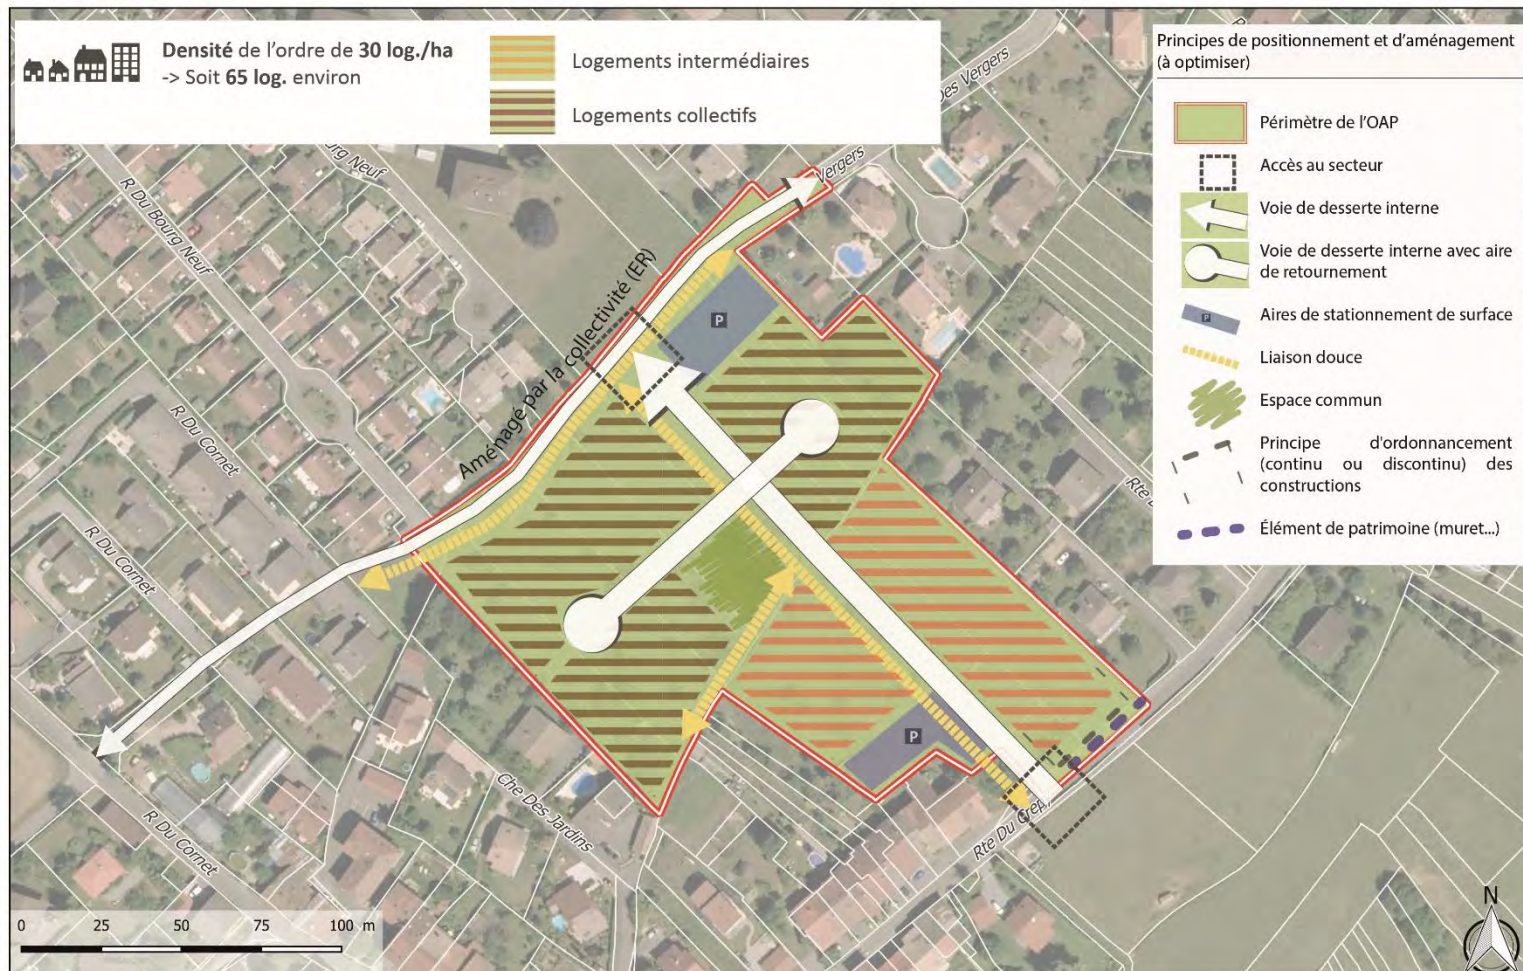 Densité de l'ordre de 30 log./ha
-> Soit 65 log. environ
Logements intermédiaires
Logements collectifs
Principes de positionnement et d'aménagement
(à optimiser)
Périmètre de l'OAP
Accès au secteur
Voie de desserte interne
Voie de desserte interne avec aire
de retournement
Aires de stationnement de surface
Liaison douce
Espace commun
Principe d'ordonnancement
(continu ou discontinu) des
constructions
Élément de patrimoine (muret...)
Des Vergers
Vergers
Neuf
R Du Bourg Neuf
Aménagé par la collectivité (ER)
P
R Du Cornet
R Du Cornet
Rte
P
Che Des Jardins
Rte Du
R Du Cornet
0 25 50 75 100 m
N